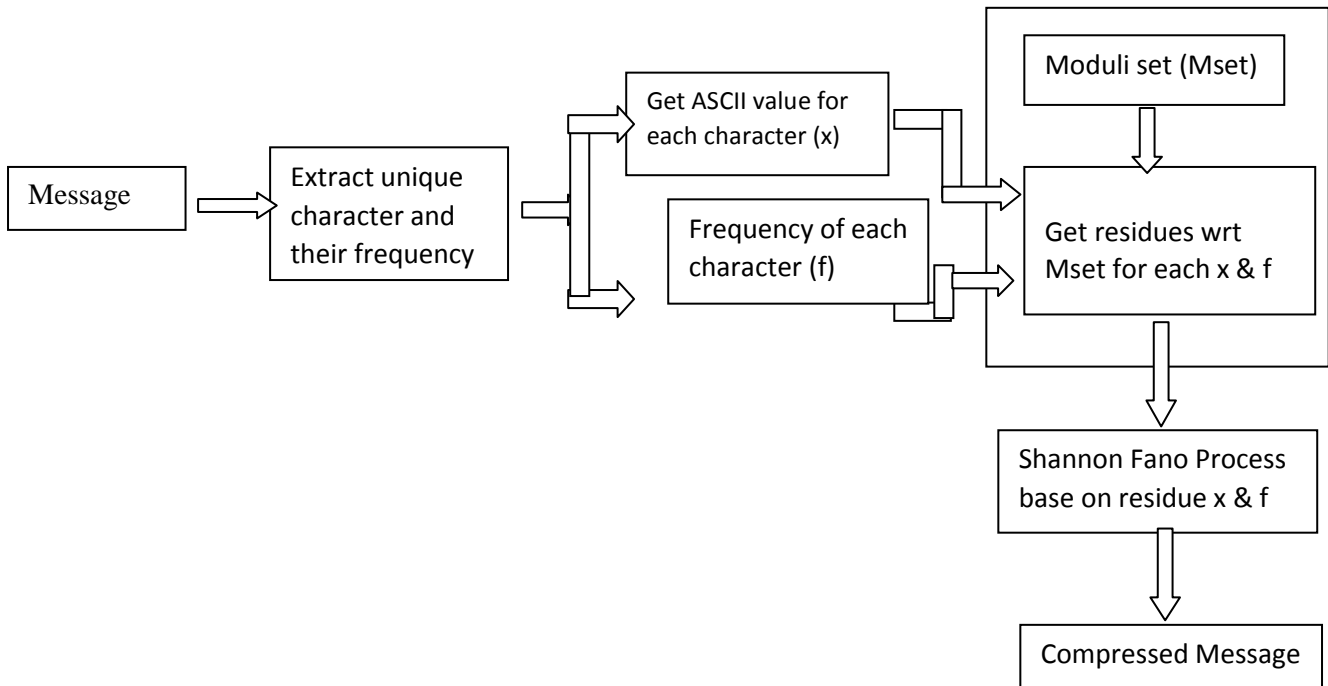 Message
Extract unique
character and
their frequency
Get ASCII value for
each character (x)
Frequency of each
character (f)
Moduli set (Mset)
Get residues wrt
Mset for each x & f
Shannon Fano Process
base on residue x & f
Compressed Message